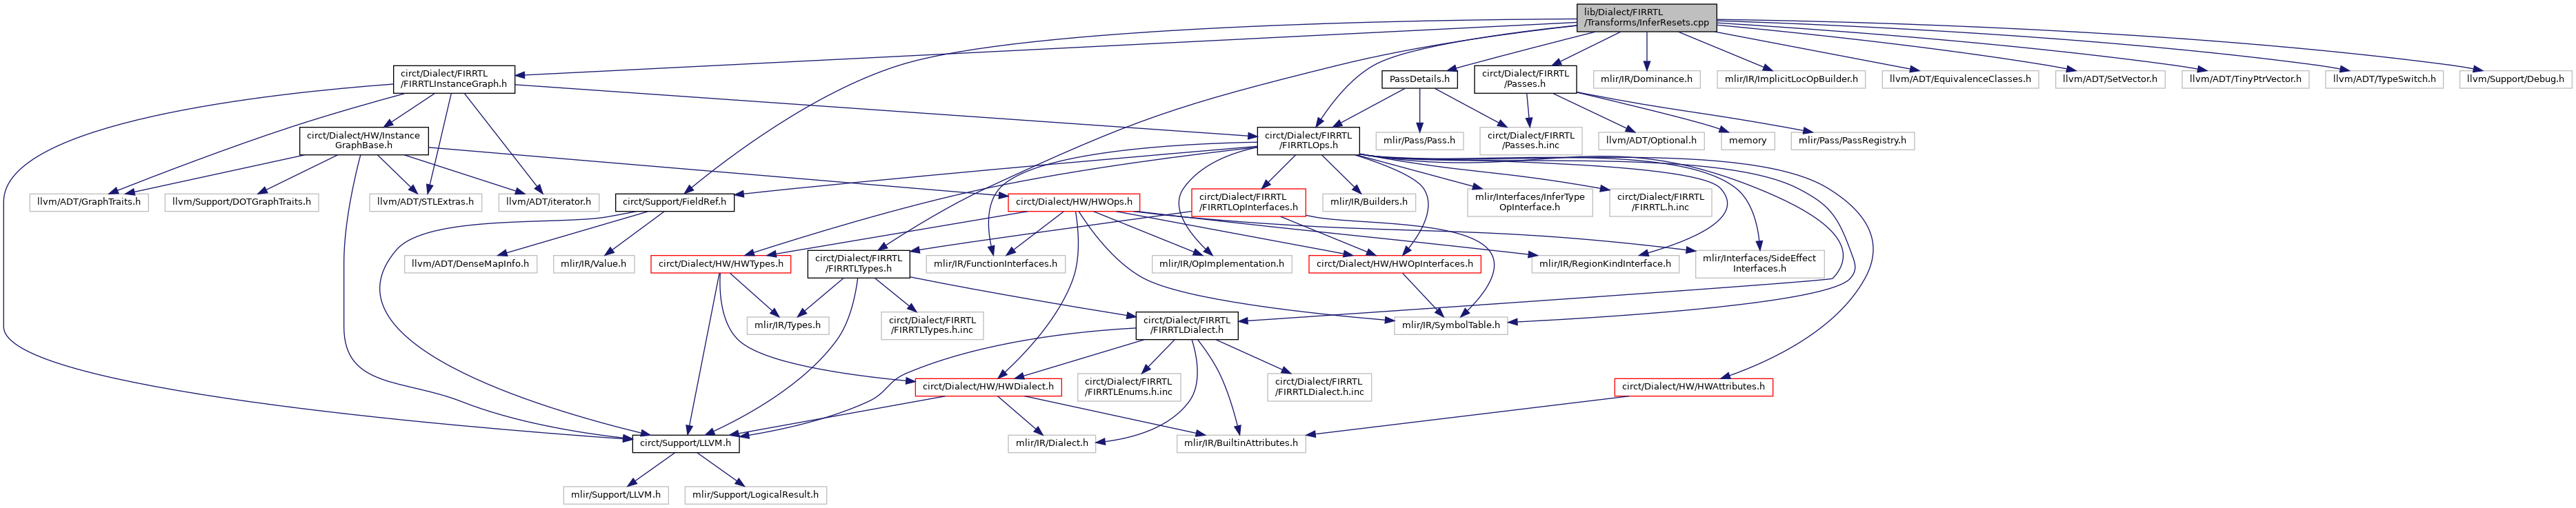 lib/Dialect/FIRRTL
/Transforms/InferResets.cpp
circt/Dialect/FIRRTL
/FIRRTLInstanceGraph.h
PassDetails.h
circt/Dialect/FIRRTL
/Passes.h
mlir/IR/Dominance.h
mlir/IR/ImplicitLocOpBuilder.h
llvm/ADT/EquivalenceClasses.h
llvm/ADT/SetVector.h
llvm/ADT/TinyPtrVector.h
llvm/ADT/TypeSwitch.h
llvm/Support/Debug.h
circt/Dialect/HW/Instance
GraphBase.h
circt/Dialect/FIRRTL
/FIRRTLOps.h
mlir/Pass/Pass.h
circt/Dialect/FIRRTL
/Passes.h.inc
llvm/ADT/Optional.h
memory
mlir/Pass/PassRegistry.h
llvm/ADT/GraphTraits.h
llvm/Support/DOTGraphTraits.h
llvm/ADT/STLExtras.h
llvm/ADT/iterator.h
circt/Support/FieldRef.h
circt/Dialect/HW/HWOps.h
circt/Dialect/FIRRTL
/FIRRTLOpInterfaces.h
mlir/IR/Builders.h
mlir/Interfaces/InferType
OpInterface.h
circt/Dialect/FIRRTL
/FIRRTL.h.inc
llvm/ADT/DenseMapInfo.h
mlir/IR/Value.h
circt/Dialect/HW/HWTypes.h
circt/Dialect/FIRRTL
/FIRRTLTypes.h
mlir/IR/FunctionInterfaces.h
mlir/IR/OpImplementation.h
circt/Dialect/HW/HWOpInterfaces.h
mlir/IR/RegionKindInterface.h
mlir/Interfaces/SideEffect
Interfaces.h
mlir/IR/Types.h
circt/Dialect/FIRRTL
/FIRRTLTypes.h.inc
circt/Dialect/FIRRTL
/FIRRTLDialect.h
mlir/IR/SymbolTable.h
circt/Dialect/HW/HWDialect.h
circt/Dialect/FIRRTL
/FIRRTLEnums.h.inc
circt/Dialect/FIRRTL
/FIRRTLDialect.h.inc
circt/Dialect/HW/HWAttributes.h
circt/Support/LLVM.h
mlir/IR/Dialect.h
mlir/IR/BuiltinAttributes.h
mlir/Support/LLVM.h
mlir/Support/LogicalResult.h